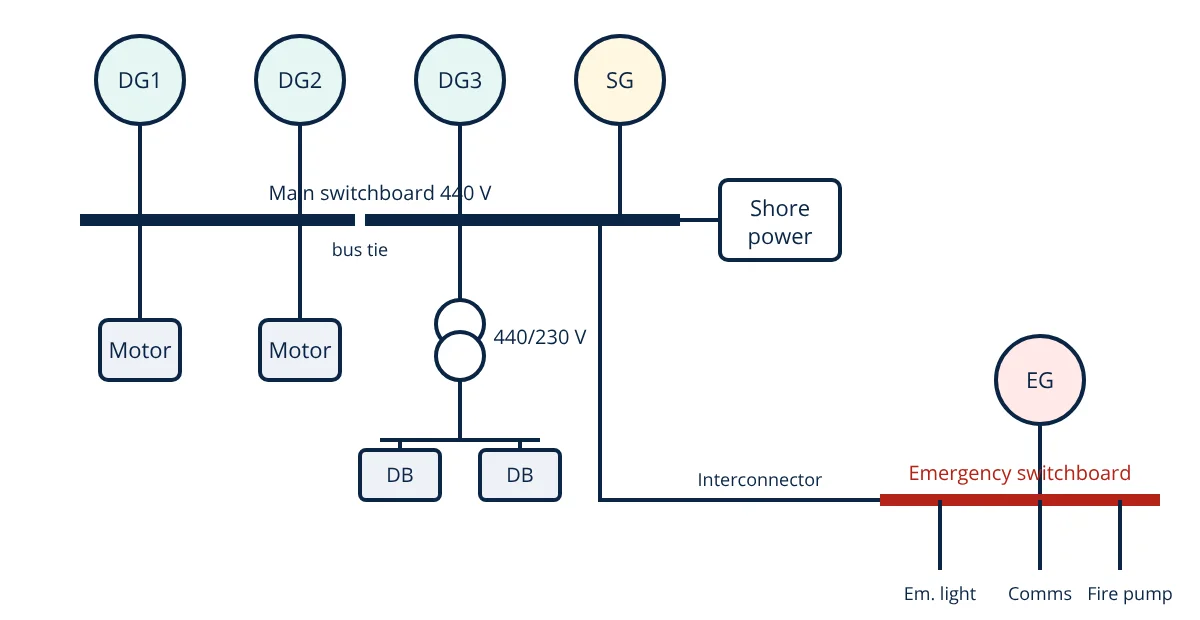 DG1
DG2
DG3
SG
Main switchboard 440 V
Shore
power
bus tie
440/230 V
Motor
Motor
EG
DB
DB
Interconnector
Emergency switchboard
Em. light
Comms
Fire pump